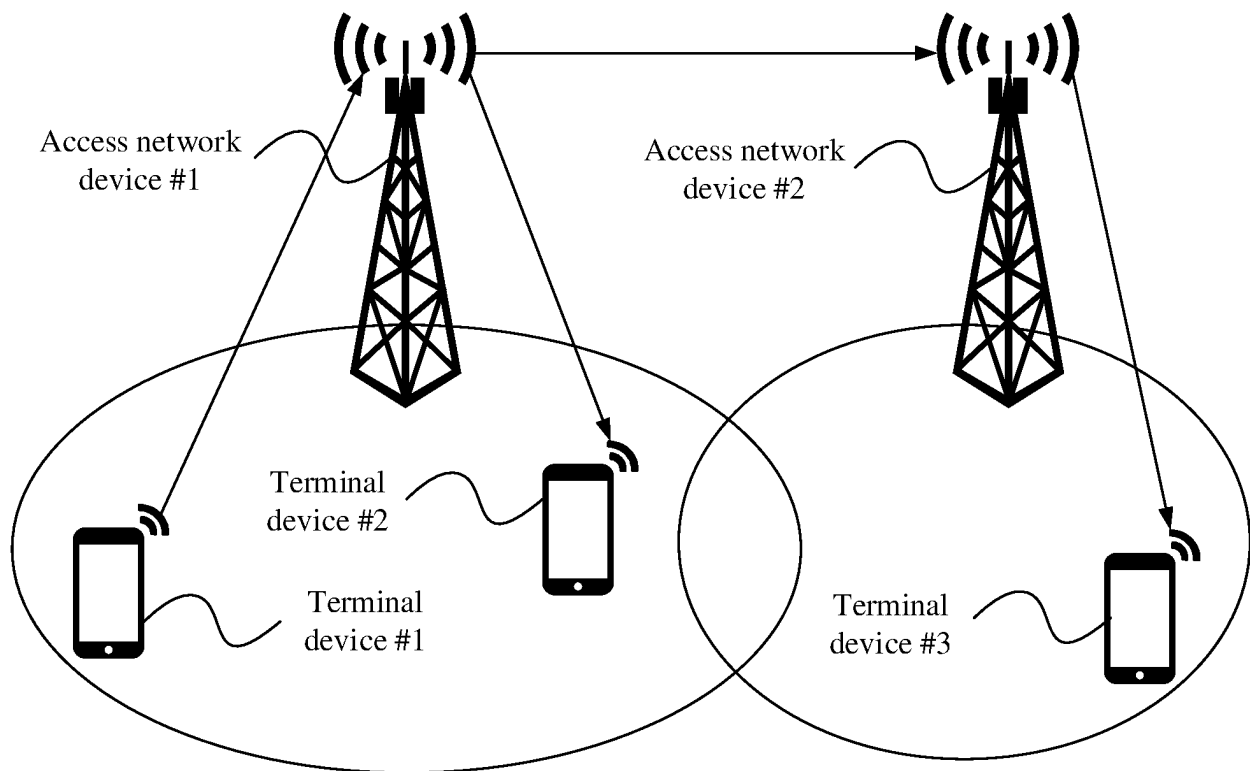 Access network
device #1
Access network
device #2
Terminal
device #2
Terminal
device #1
Terminal
device #3